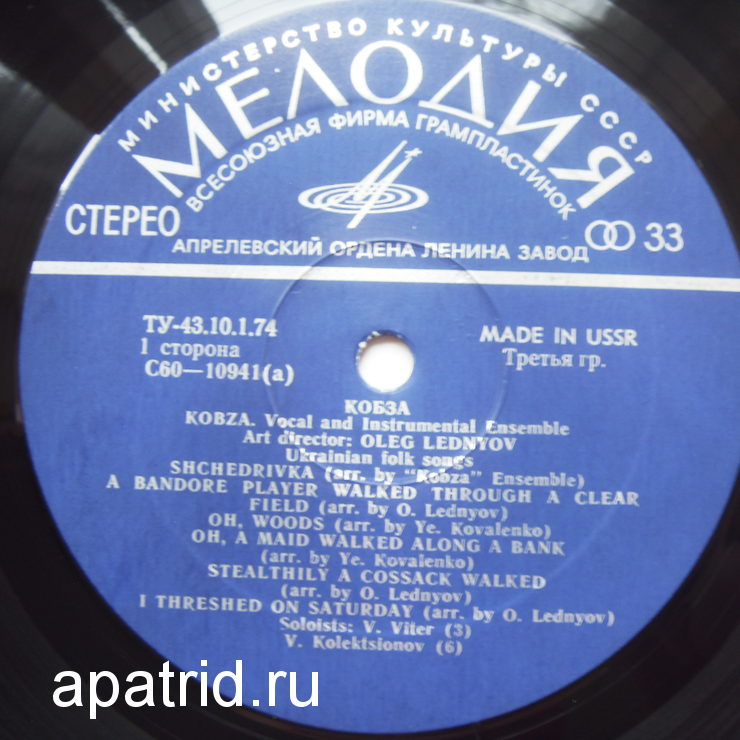 МИНИСТЕРСТВО КУЛЬТУРЫ СССР
МЕЛОДИЯ
ВСЕСОЮЗНАЯ ФИРМА ГРАМПЛАСТИНОК
СТЕРЕО
33
АПРЕЛЕВСКИЙ ОРДЕНА ЛЕНИНА ЗАВОД
ТУ-43.10.1.74
1 сторона
С60—10941(а)
MADE IN USSR
Третья гр.
КОБЗА
KOBZA. Vocal and Instrumental Ensemble
Art director: OLEG LEDNYOV
Ukrainian folk songs
SHCHEDRIVKA (arr. by ““Kobza” Ensemble)
A BANDORE PLAYER WALKED THROUGH A CLEAR
FIELD (arr. by O. Lednyov)
OH, WOODS (arr. by Ye. Kovalenko)
OH, A MAID WALKED ALONG A BANK
(arr. by Ye. Kovalenko)
STEALTHILY A COSSACK WALKED
(arr. by O. Lednyov)
I THRESHED ON SATURDAY (arr. by O. Lednyov)
Soloists: V. Viter (3)
V. Kolektsionov (6)
apatrid.ru